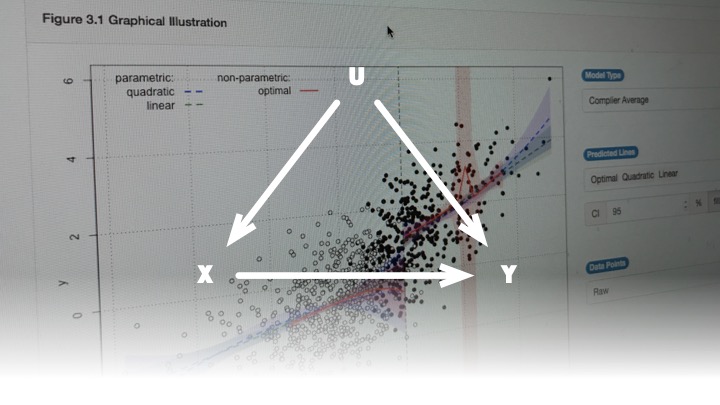 Figure 3.1 Graphical Illustration
parametric: non-parametric:
quadratic optimal
linear
U
X
Y
6
4
2
0
y
Model Type
Complier Average
Predicted Lines
Optimal Quadratic Linear
CI 95 %
Data Points
Raw